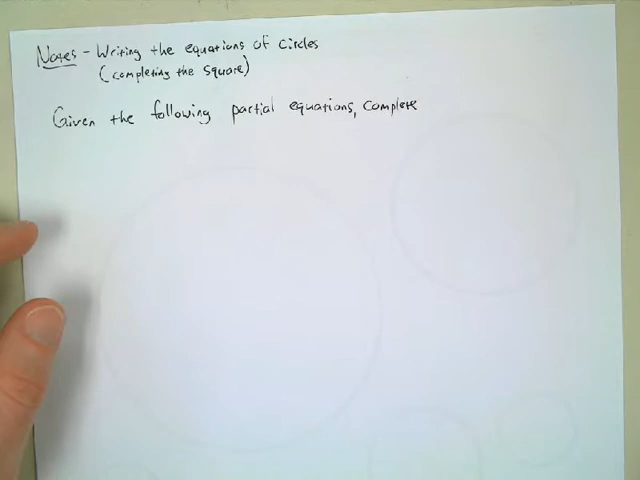 Notes - Writing the equations of circles
(completing the square)
Given the following partial equations, complete